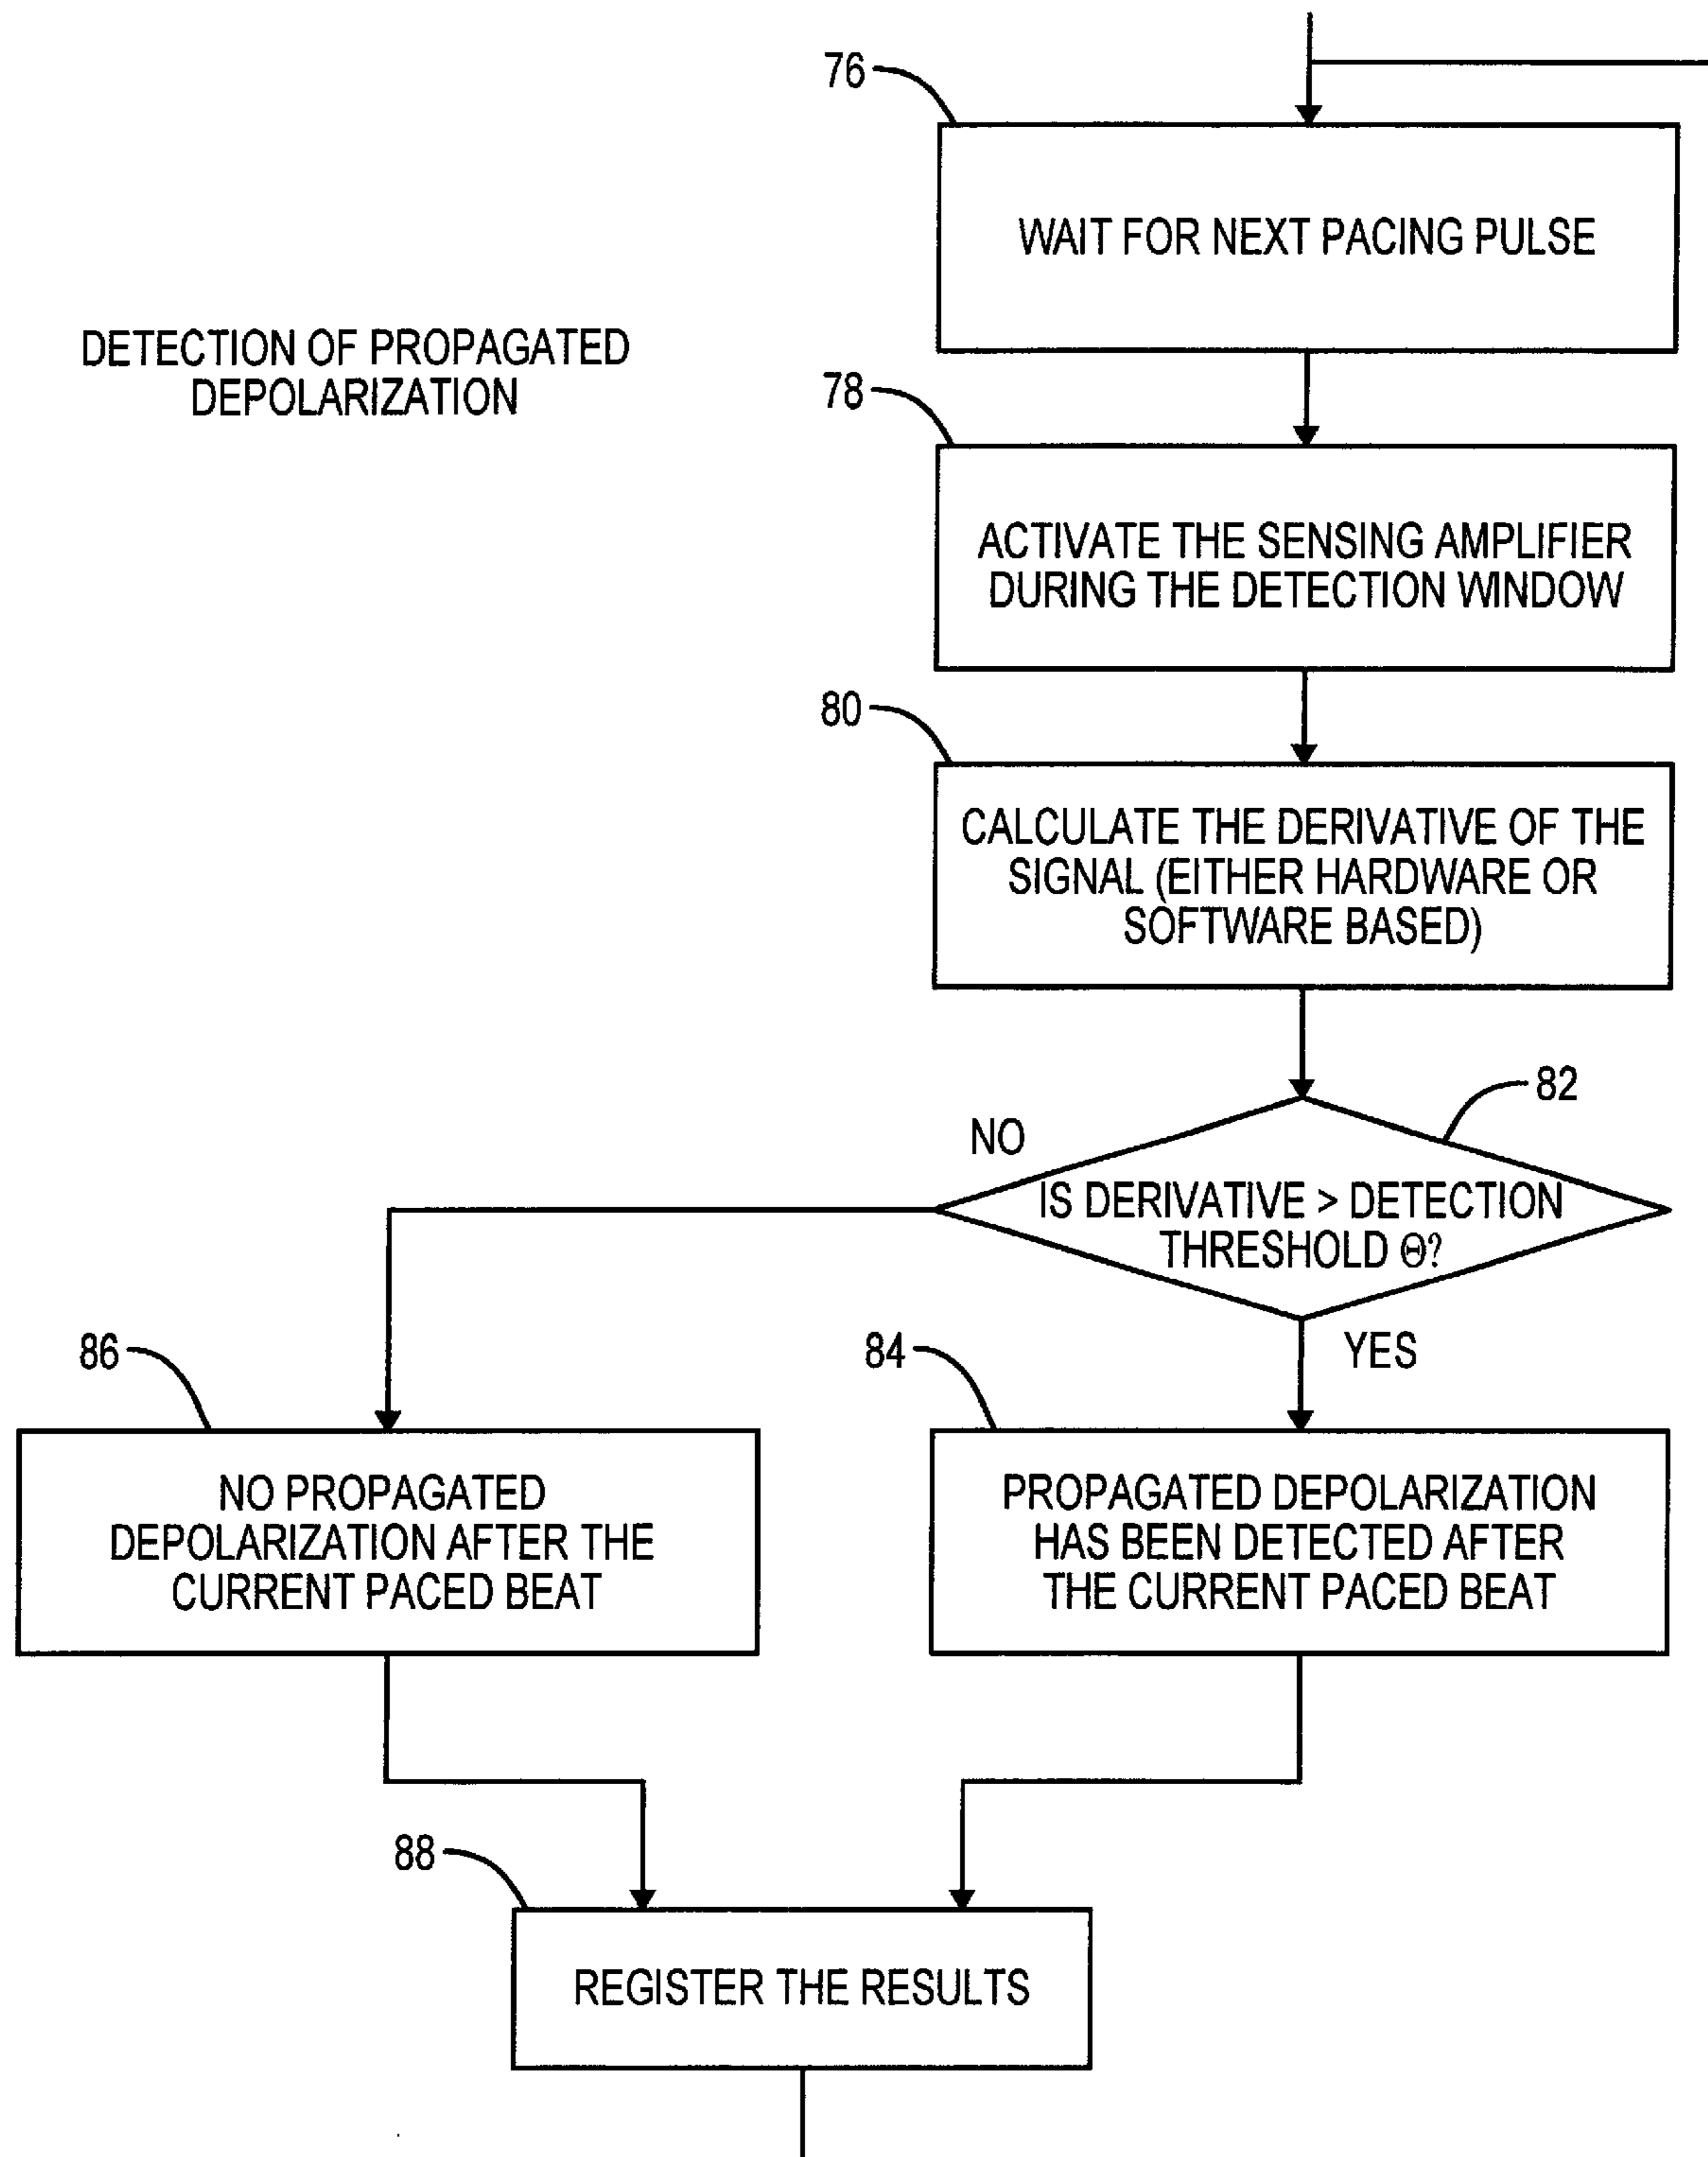 76
WAIT FOR NEXT PACING PULSE
DETECTION OF PROPAGATED
DEPOLARIZATION
78
ACTIVATE THE SENSING AMPLIFIER
DURING THE DETECTION WINDOW
80
CALCULATE THE DERIVATIVE OF THE
SIGNAL (EITHER HARDWARE OR
SOFTWARE BASED)
82
NO
IS DERIVATIVE > DETECTION
THRESHOLD Θ?
YES
86
84
NO PROPAGATED
DEPOLARIZATION AFTER THE
CURRENT PACED BEAT
PROPAGATED DEPOLARIZATION
HAS BEEN DETECTED AFTER
THE CURRENT PACED BEAT
88
REGISTER THE RESULTS